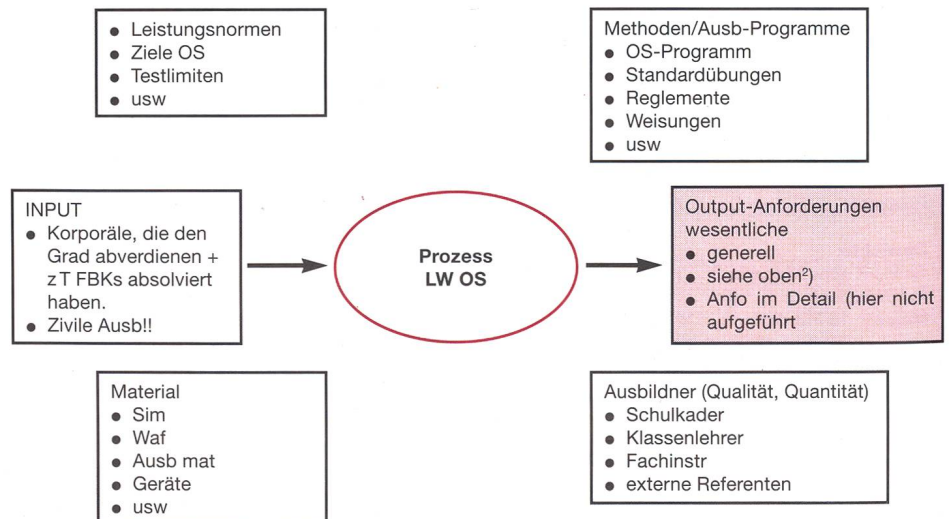 ● Leistungsnormen
● Ziele OS
● Testlimiten
● usw
Methoden/Ausb-Programme
● OS-Programm
● Standardübungen
● Reglemente
● Weisungen
● usw
INPUT
● Korporäle, die den
Grad abverdienen +
zT FBKs absolviert
haben.
● Zivile Ausb!!
Prozess
LW OS
Output-Anforderungen
wesentliche
● generell
● siehe oben²)
● Anfo im Detail (hier nicht
aufgeführt
Material
● Sim
● Waf
● Ausb mat
● Geräte
● usw
Ausbildner (Qualität, Quantität)
● Schulkader
● Klassenlehrer
● Fachinstr
● externe Referenten